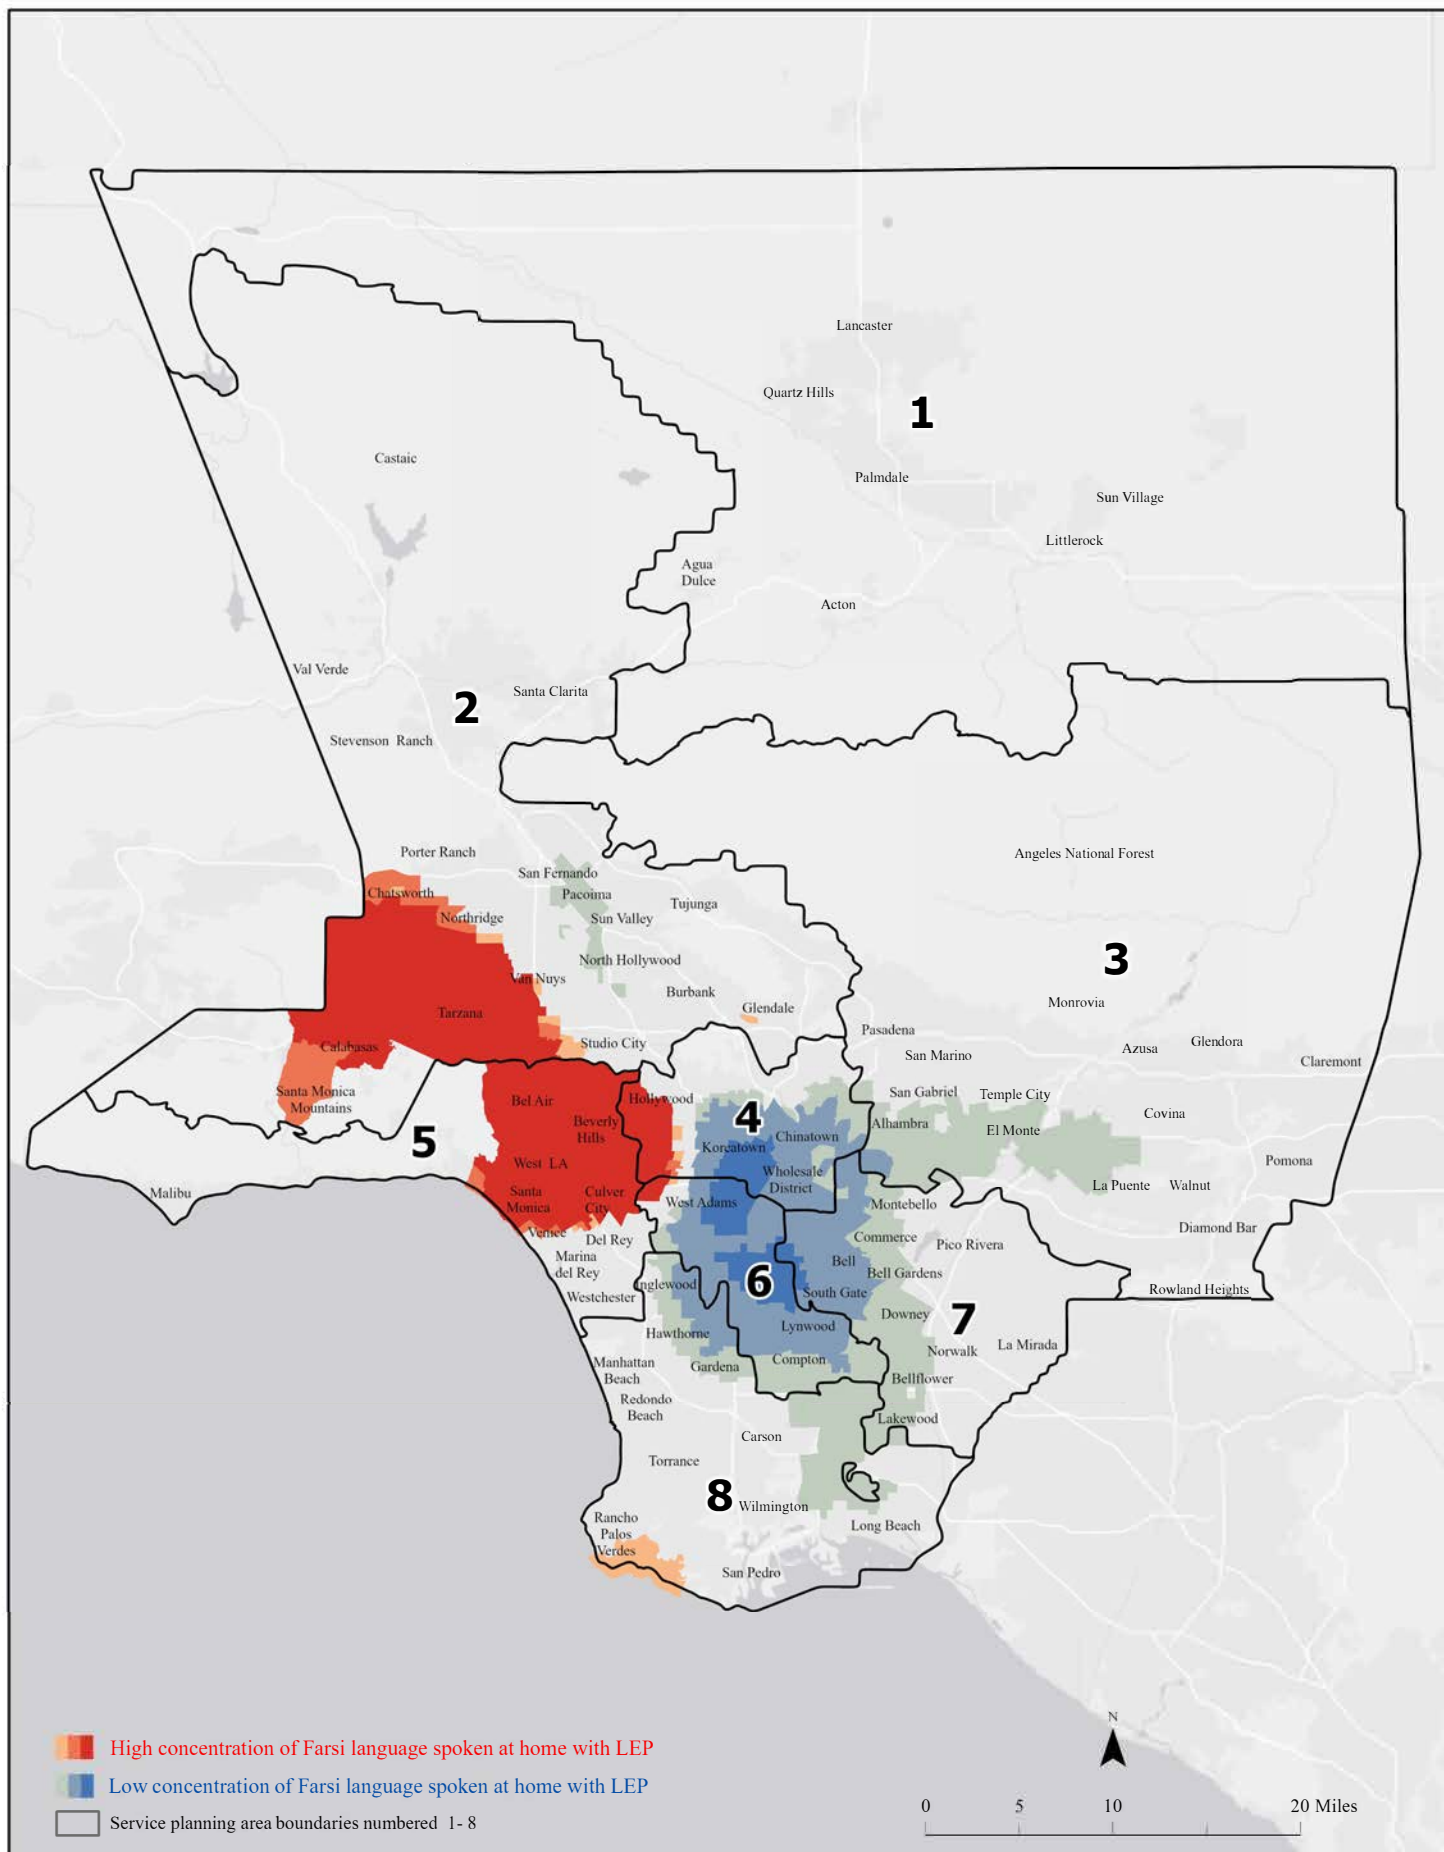 Lancaster
Quartz Hills
1
Castaic
Palmdale
Sun Village
Littlerock
Agua
Dulce
Acton
Val Verde
Santa Clarita
2
Stevenson Ranch
Porter Ranch
Angeles National Forest
San Fernando
Chatsworth
Pacoima
Tujunga
Northridge
Sun Valley
3
North Hollywood
Van Nuys
Burbank
Monrovia
Glendale
Tarzana
Pasadena
Studio City
Calabasas
San Marino
Azusa
Glendora
Claremont
Santa Monica
Mountains
Bel Air
Hollywood
San Gabriel
Temple City
4
Covina
Beverly
Hills
Alhambra
El Monte
5
Chinatown
Koreatown
West LA
Wholesale
District
Pomona
Malibu
Santa
Monica
Culver
City
West Adams
Montebello
La Puente
Walnut
Venice
Del Rey
Commerce
Pico Rivera
Diamond Bar
Marina
del Rey
Bell
Bell Gardens
Inglewood
6
Westchester
South Gate
Rowland Heights
Downey
7
Hawthorne
Lynwood
Norwalk
La Mirada
Manhattan
Beach
Gardena
Compton
Bellflower
Redondo
Beach
Lakewood
Carson
Torrance
8
Wilmington
Rancho
Palos
Verdes
Long Beach
San Pedro
N
High concentration of Farsi language spoken at home with LEP
Low concentration of Farsi language spoken at home with LEP
Service planning area boundaries numbered 1- 8
0 5 10 20 Miles